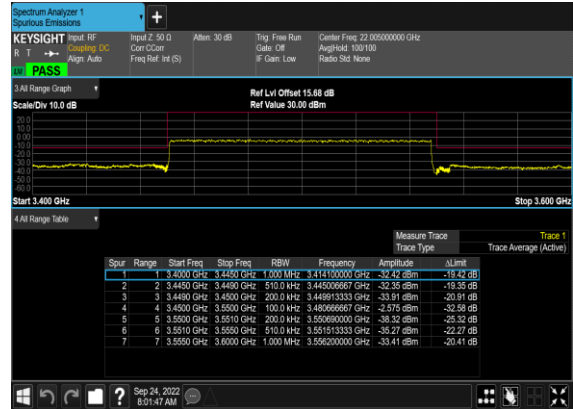 Spectrum Analyzer 1
Spurious Emissions
KEYSIGHT Input: RF Input Z: 50 Ω Atten: 30 dB Trig: Free Run Center Freq: 22.005000000 GHz
R T Coupling: DC Corr CCorr Gate: Off Avg|Hold: 100/100
Align: Auto Freq Ref: Int (S) IF Gain: Low Radio Std: None
PASS
3 All Range Graph Ref Lvl Offset 15.68 dB
Scale/Div 10.0 dB Ref Value 30.00 dBm
20.0
10.0
0.00
-10.0
-20.0
-30.0
-40.0
-50.0
-60.0
Start 3.400 GHz Stop 3.600 GHz
4 All Range Table
Measure Trace Trace 1
Trace Type Trace Average (Active)
Spur Range Start Freq Stop Freq RBW Frequency Amplitude ΔLimit
1 1 3.4000 GHz 3.4450 GHz 1.000 MHz 3.414100000 GHz -32.42 dBm -19.42 dB
2 2 3.4450 GHz 3.4490 GHz 510.0 kHz 3.445006667 GHz -32.35 dBm -19.35 dB
3 3 3.4490 GHz 3.4500 GHz 200.0 kHz 3.449913333 GHz -33.91 dBm -20.91 dB
4 4 3.4500 GHz 3.5500 GHz 100.0 kHz 3.480666667 GHz -2.575 dBm -32.58 dB
5 5 3.5500 GHz 3.5510 GHz 200.0 kHz 3.550690000 GHz -38.32 dBm -25.32 dB
6 6 3.5510 GHz 3.5550 GHz 510.0 kHz 3.551513333 GHz -35.27 dBm -22.27 dB
7 7 3.5550 GHz 3.6000 GHz 1.000 MHz 3.556200000 GHz -33.41 dBm -20.41 dB
? Sep 24, 2022
8:01:47 AM